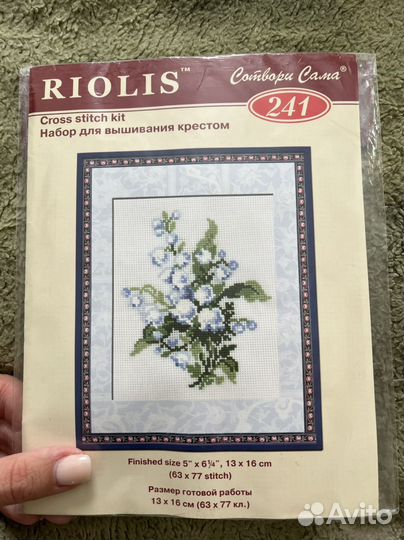 RIOLIS™
Сотвори Сама®
241
Cross stitch kit
Набор для вышивания крестом
Finished size 5" x 6¼", 13 x 16 cm
(63 x 77 stitch)
Размер готовой работы
13 x 16 см (63 x 77 кл.)
Avito